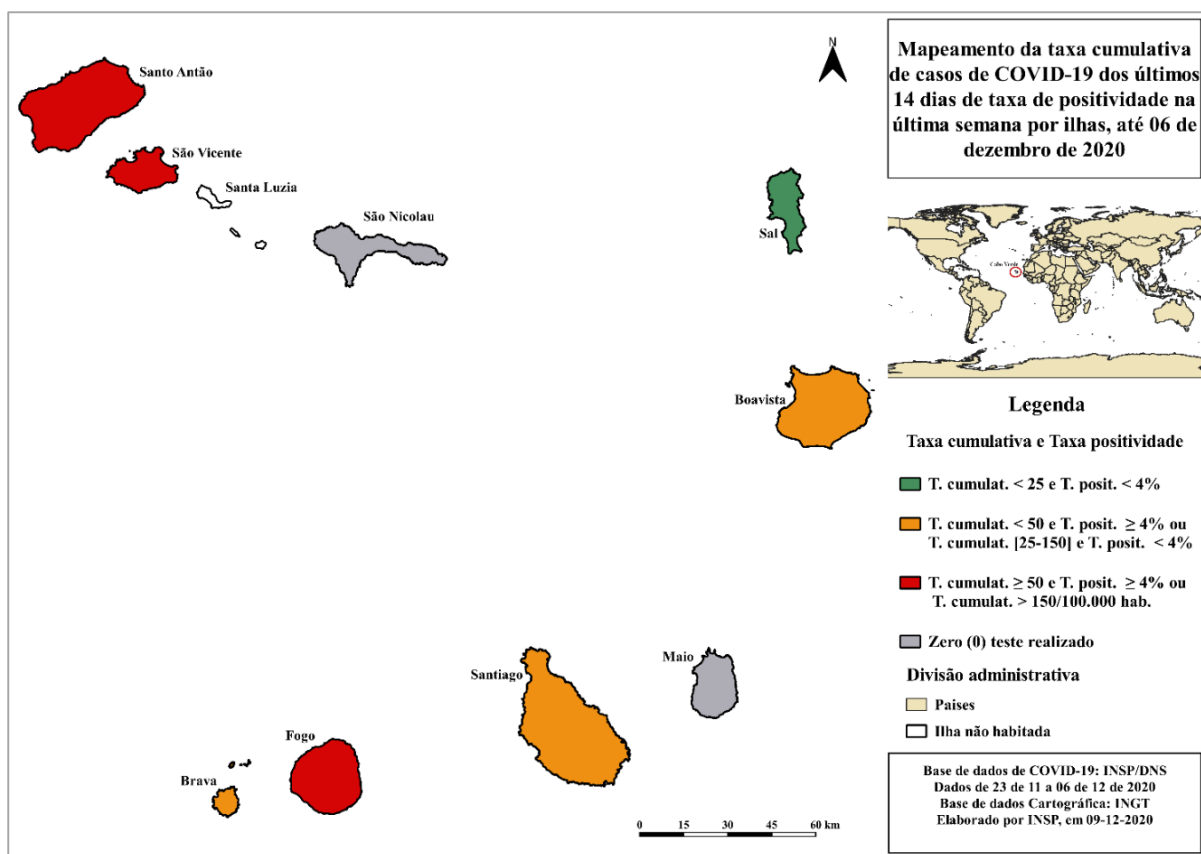 Mapeamento da taxa cumulativa
de casos de COVID-19 dos últimos
14 dias de taxa de positividade na
última semana por ilhas, até 06 de
dezembro de 2020
N
Santo Antão
São Vicente
Santa Luzia
São Nicolau
Sal
Boavista
Santiago
Maio
Fogo
Brava
0 15 30 45 60 km
Cabo Verde
Legenda
Taxa cumulativa e Taxa positividade
T. cumulat. < 25 e T. posit. < 4%
T. cumulat. < 50 e T. posit. ≥ 4% ou
T. cumulat. [25-150] e T. posit. < 4%
T. cumulat. ≥ 50 e T. posit. ≥ 4% ou
T. cumulat. > 150/100.000 hab.
Zero (0) teste realizado
Divisão administrativa
Paises
Ilha não habitada
Base de dados de COVID-19: INSP/DNS
Dados de 23 de 11 a 06 de 12 de 2020
Base de dados Cartográfica: INGT
Elaborado por INSP, em 09-12-2020